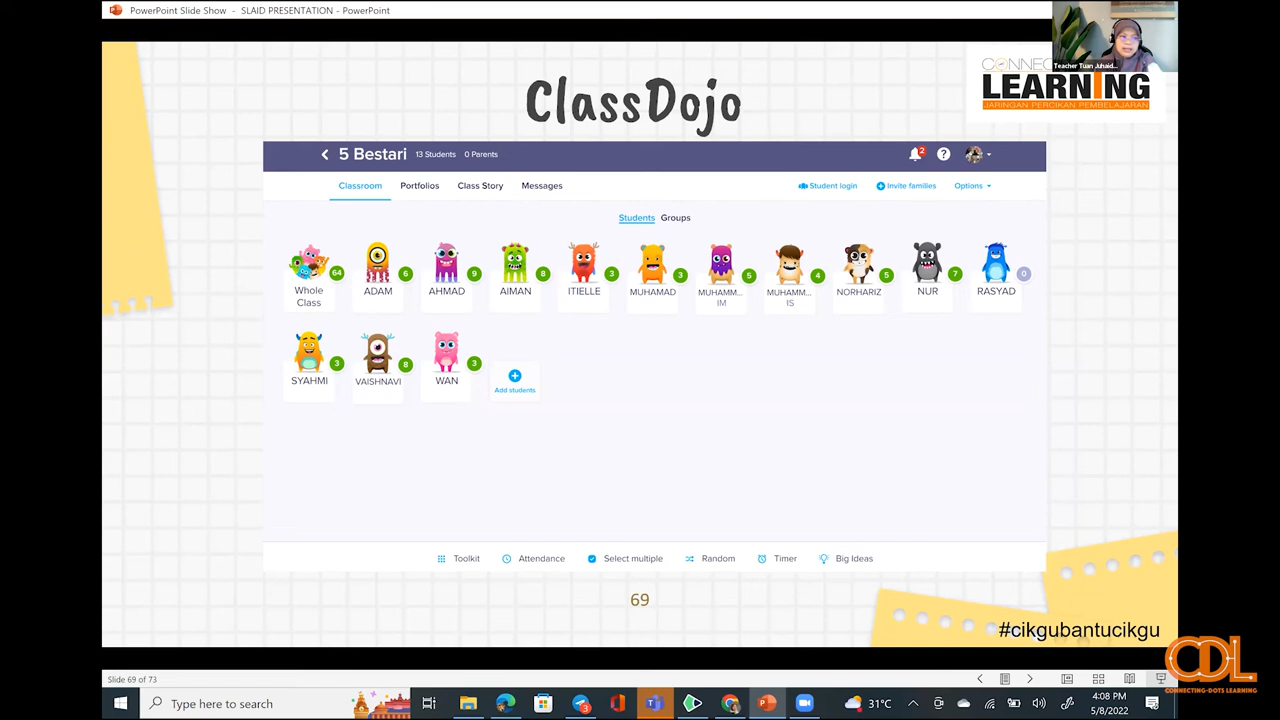 PowerPoint Slide Show - SLAID PRESENTATION - PowerPoint
Teacher Tuan Juhaid...
CONNEC
LEARNING
JARINGAN PERCIKAN PEMBELAJARAN
ClassDojo
5 Bestari 13 Students 0 Parents
2 ?
Classroom Portfolios Class Story Messages
Student login Invite families Options
Students Groups
64 6 9 8 3 3 5 4 5 7 0
Whole Class ADAM AHMAD AIMAN ITIELLE MUHAMAD MUHAMM... IM MUHAMM... IS NORHARIZ NUR RASYAD
3 8 3
SYAHMI VAISHNAVI WAN Add students
Toolkit Attendance Select multiple Random Timer Big Ideas
69
#cikgubantucikgu
CDL
CONNECTING-DOTS LEARNING
Slide 69 of 73
Type here to search
3
31°C
4:08 PM
5/8/2022